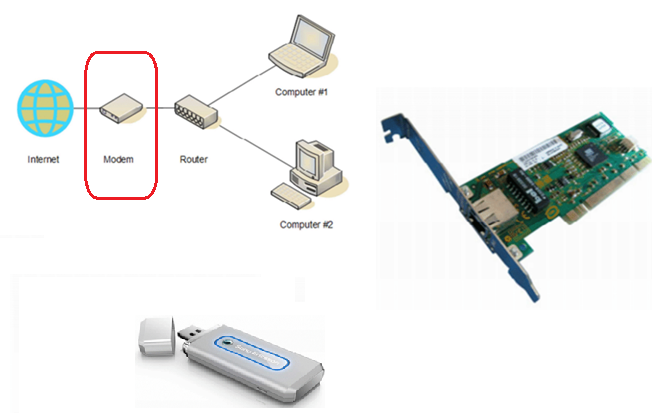 Computer #1
Internet
Modem
Router
Computer #2